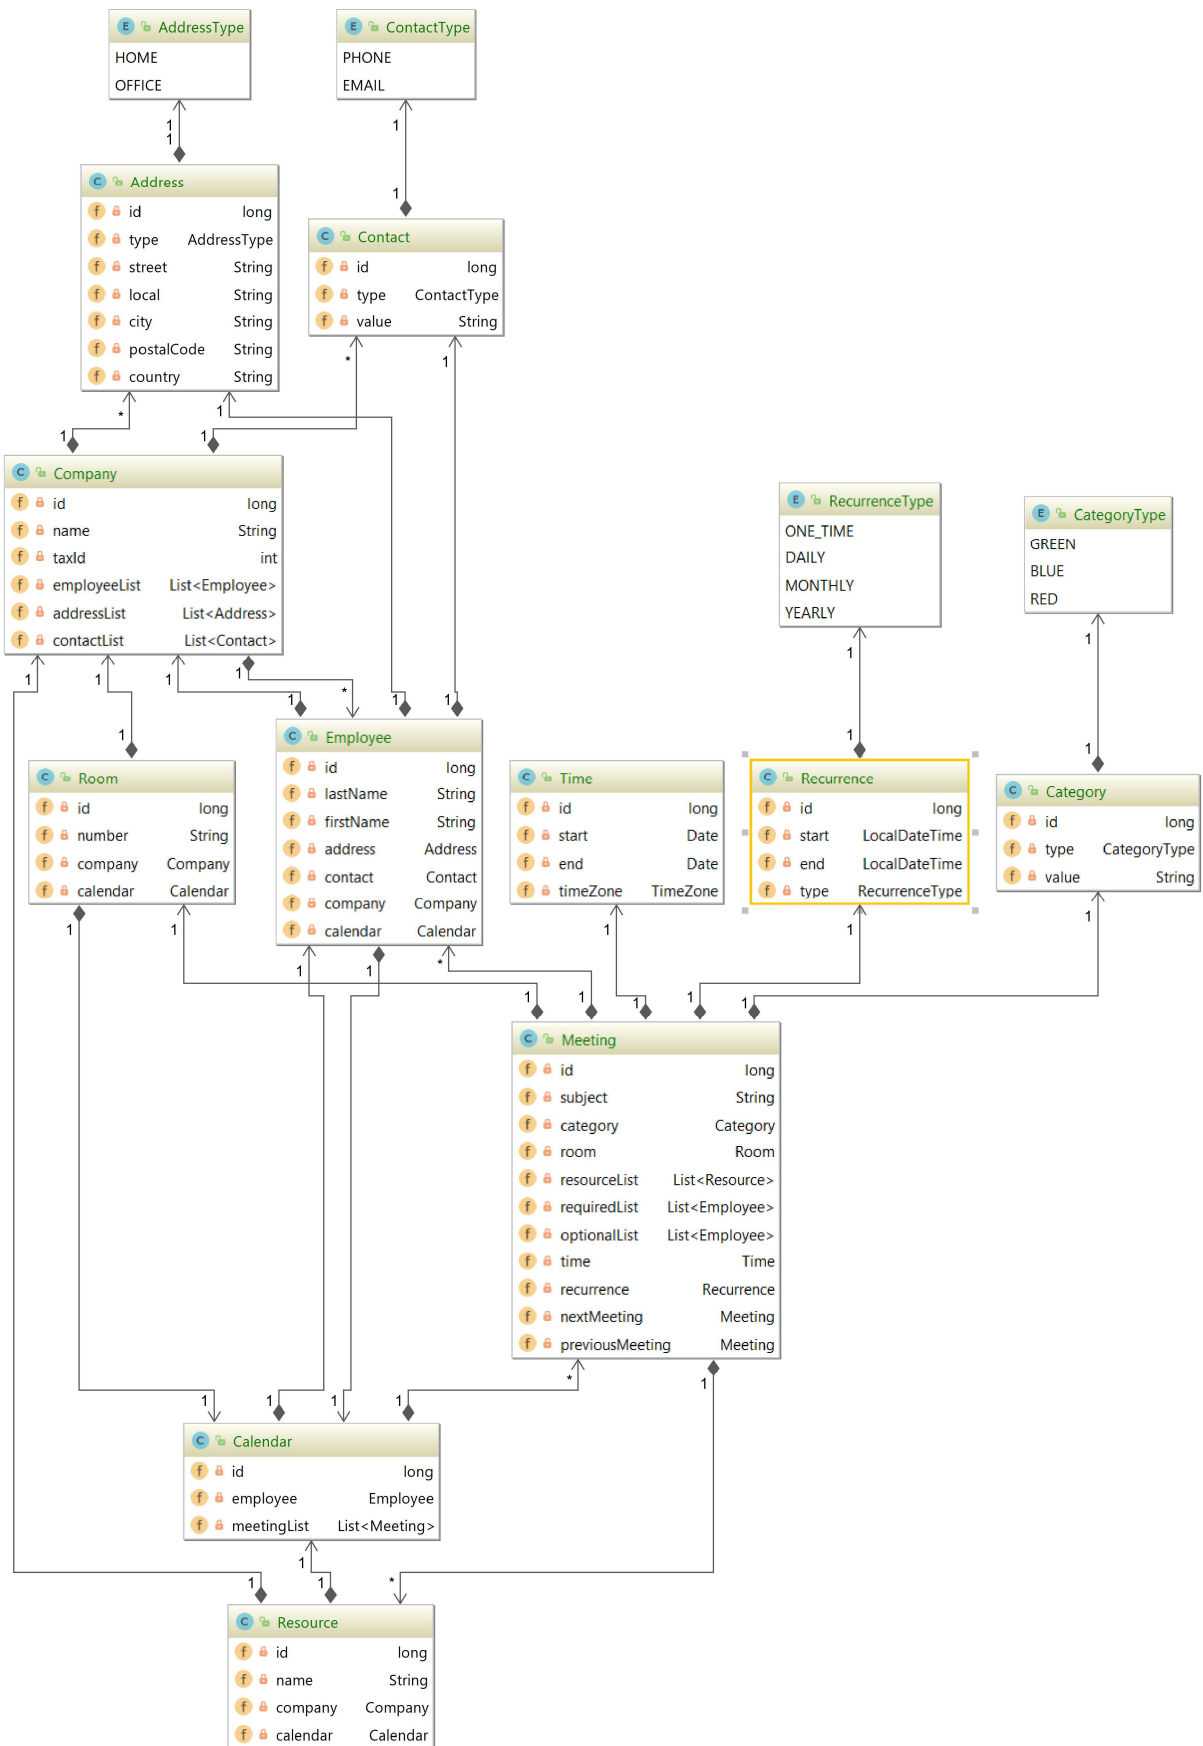 E AddressType
HOME
OFFICE
E ContactType
PHONE
EMAIL
1
1
1
1
C Address
f id long
f type AddressType
f street String
f local String
f city String
f postalCode String
f country String
C Contact
f id long
f type ContactType
f value String
*
1
1
1
*
1
C Company
f id long
f name String
f taxId int
f employeeList List<Employee>
f addressList List<Address>
f contactList List<Contact>
E RecurrenceType
ONE_TIME
DAILY
MONTHLY
YEARLY
E CategoryType
GREEN
BLUE
RED
1
1
1
1
*
1
1
1
1
1
1
1
1
C Room
f id long
f number String
f company Company
f calendar Calendar
C Employee
f id long
f lastName String
f firstName String
f address Address
f contact Contact
f company Company
f calendar Calendar
C Time
f id long
f start Date
f end Date
f timeZone TimeZone
C Recurrence
f id long
f start LocalDateTime
f end LocalDateTime
f type RecurrenceType
C Category
f id long
f type CategoryType
f value String
1
1
1
1
*
1
1
1
1
1
1
1
1
C Meeting
f id long
f subject String
f category Category
f room Room
f resourceList List<Resource>
f requiredList List<Employee>
f optionalList List<Employee>
f time Time
f recurrence Recurrence
f nextMeeting Meeting
f previousMeeting Meeting
1
1
1
1
*
1
C Calendar
f id long
f employee Employee
f meetingList List<Meeting>
1
1
1
*
C Resource
f id long
f name String
f company Company
f calendar Calendar